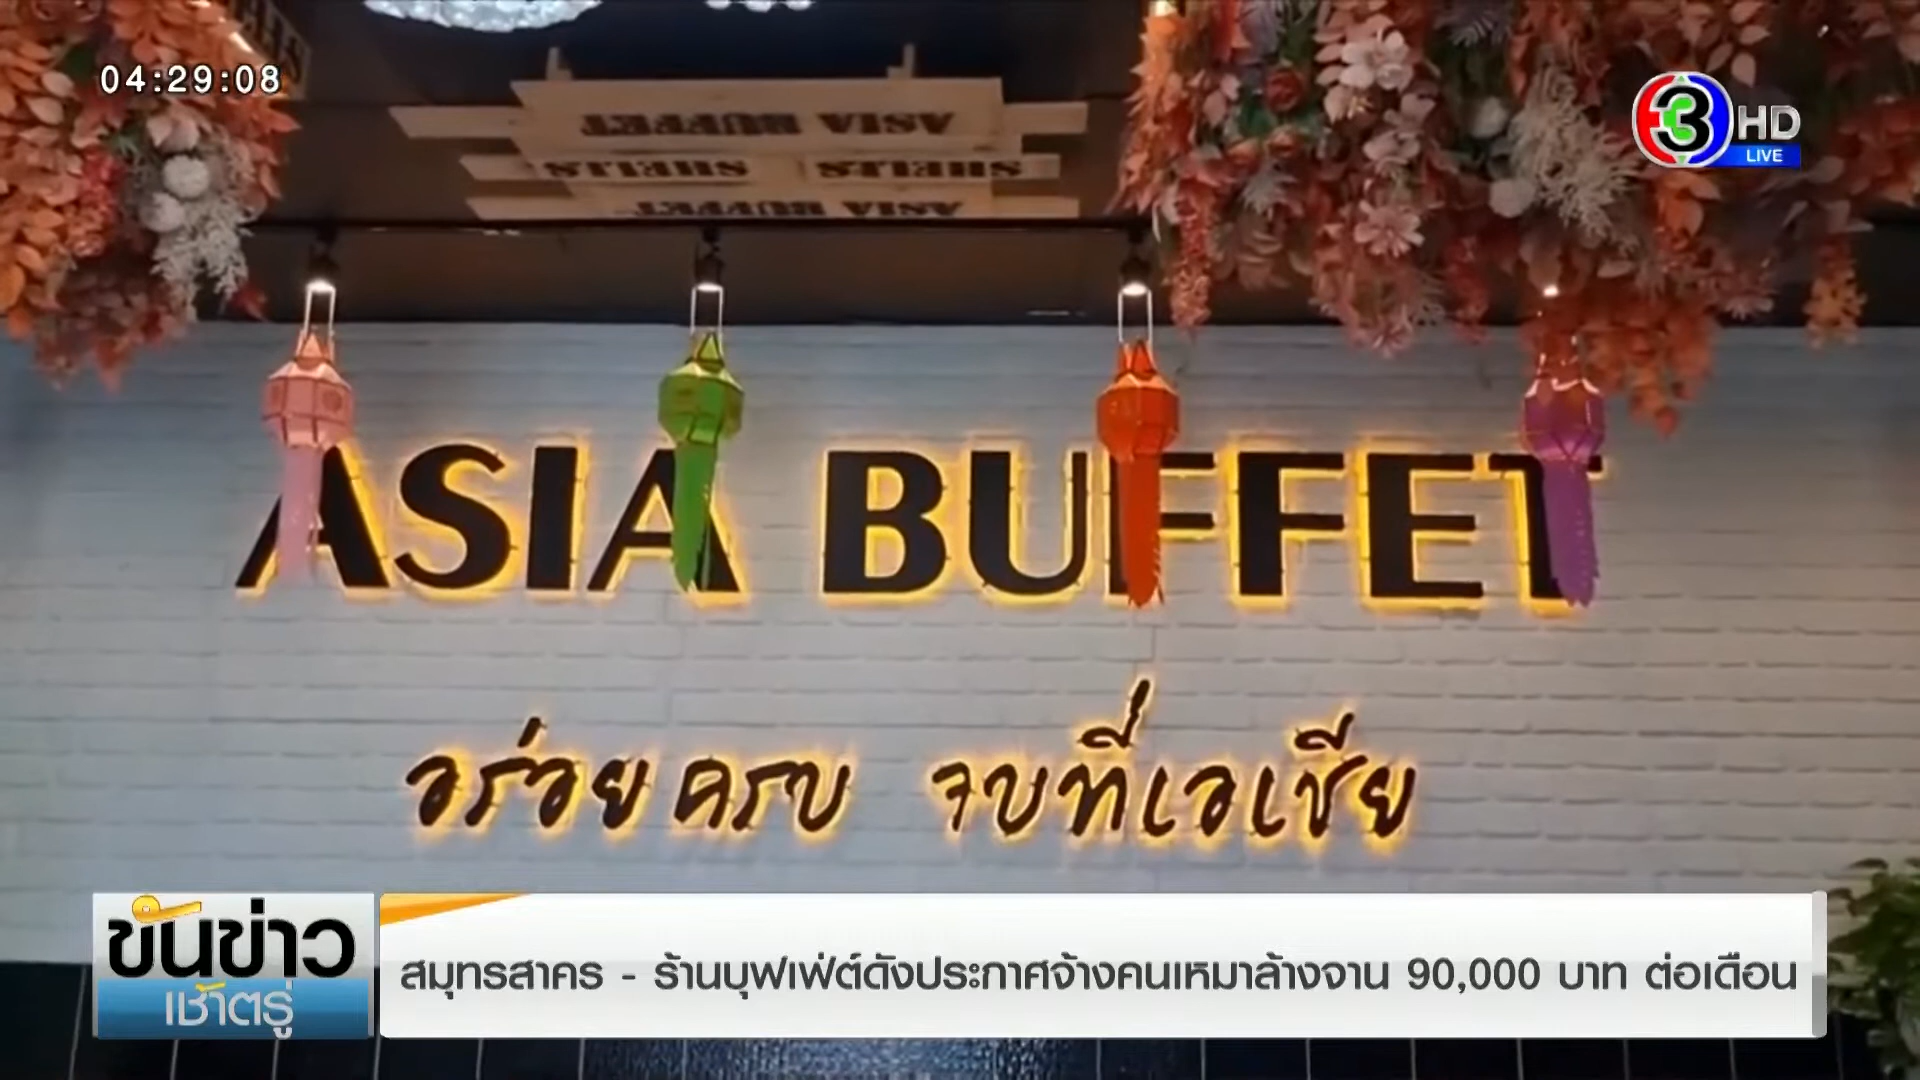 04:29:08
3 HD
LIVE
ASIA BUFFET
ASIA BUFFET
ASIA BUFFET
อร่อยครบ จบที่เอเชีย
ขันข่าว
เช้าตรู่
สมุทรสาคร - ร้านบุฟเฟ่ต์ดังประกาศจ้างคนเหมาล้างจาน 90,000 บาท ต่อเดือน